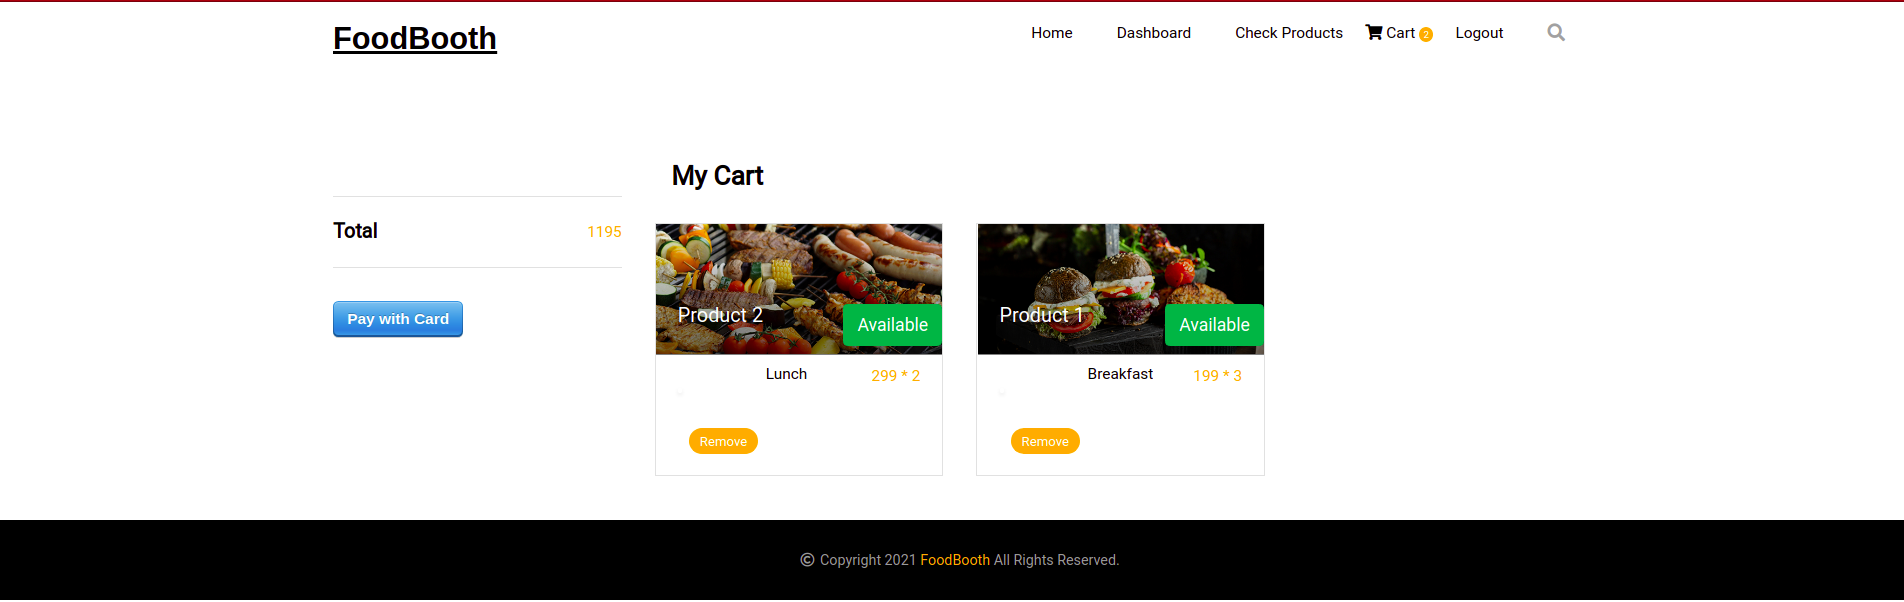 FoodBooth
Home Dashboard Check Products Cart 2 Logout
My Cart
Total 1195
Pay with Card
Product 2
Available
Lunch 299 * 2
Remove
Product 1
Available
Breakfast 199 * 3
Remove
© Copyright 2021 FoodBooth All Rights Reserved.